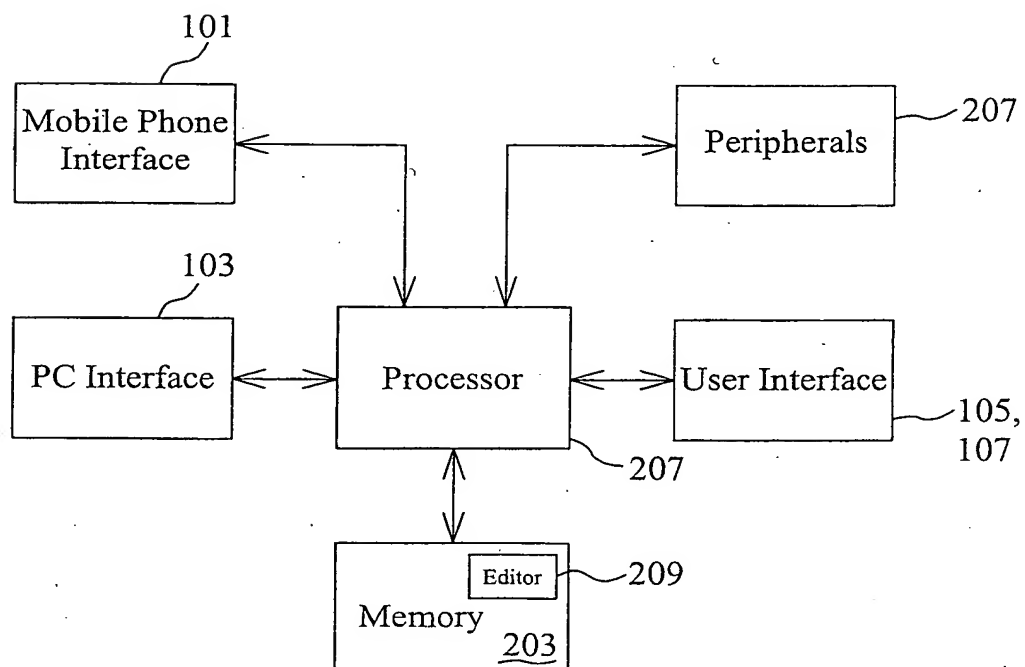 101
Mobile Phone
Interface
Peripherals
207
103
PC Interface
Processor
User Interface
105,
107
207
Editor
209
Memory
203